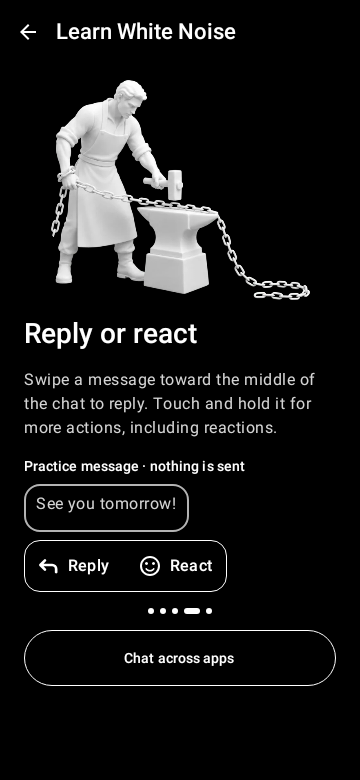 Learn White Noise
Reply or react
Swipe a message toward the middle of
the chat to reply. Touch and hold it for
more actions, including reactions.
Practice message · nothing is sent
See you tomorrow!
Reply
React
Chat across apps